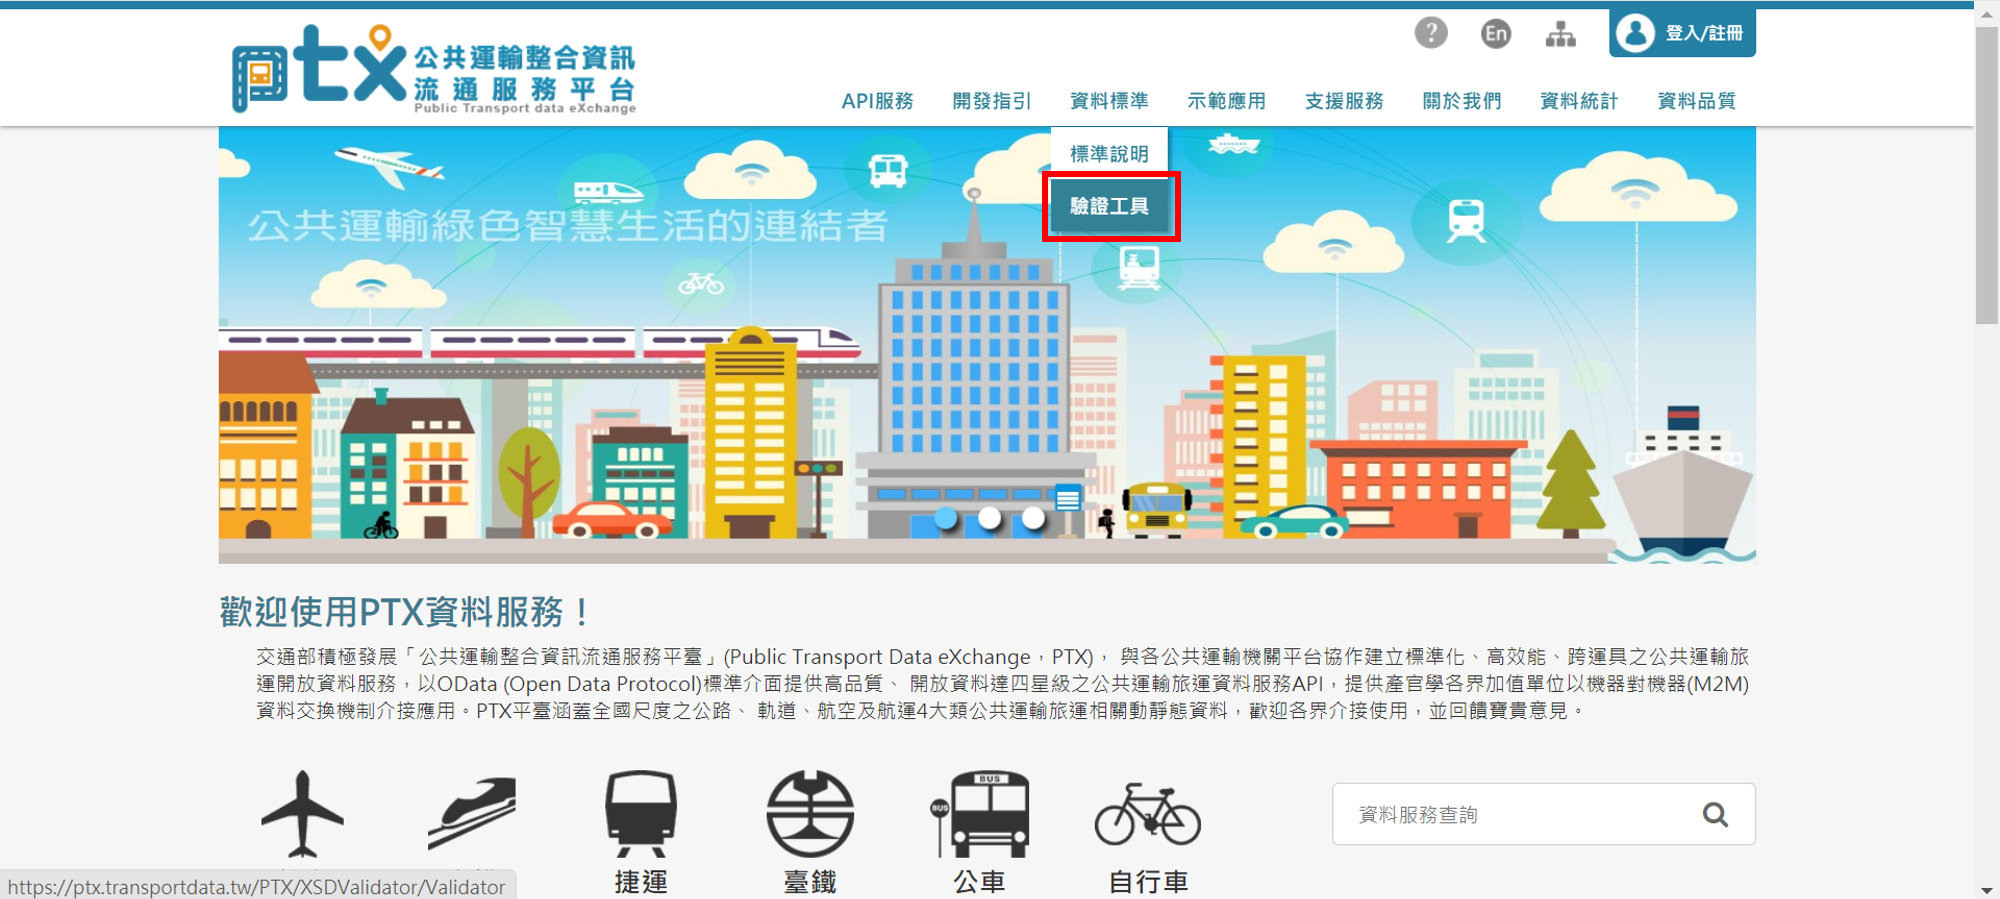 ptx 公共運輸整合資訊
流通服務平台
Public Transport data eXchange
? En 登入/註冊
API服務 開發指引 資料標準 示範應用 支援服務 關於我們 資料統計 資料品質
標準說明
驗證工具
公共運輸綠色智慧生活的連結者
歡迎使用PTX資料服務！
交通部積極發展「公共運輸整合資訊流通服務平臺」(Public Transport Data eXchange，PTX)， 與各公共運輸機關平台協作建立標準化、高效能、跨運具之公共運輸旅
運開放資料服務，以OData (Open Data Protocol)標準介面提供高品質、 開放資料達四星級之公共運輸旅運資料服務API，提供產官學各界加值單位以機器對機器(M2M)
資料交換機制介接應用。PTX平臺涵蓋全國尺度之公路、 軌道、航空及航運4大類公共運輸旅運相關動靜態資料，歡迎各界介接使用，並回饋寶貴意見。
BUS
BUS
資料服務查詢
捷運 臺鐵 公車 自行車
https://ptx.transportdata.tw/PTX/XSDValidator/Validator